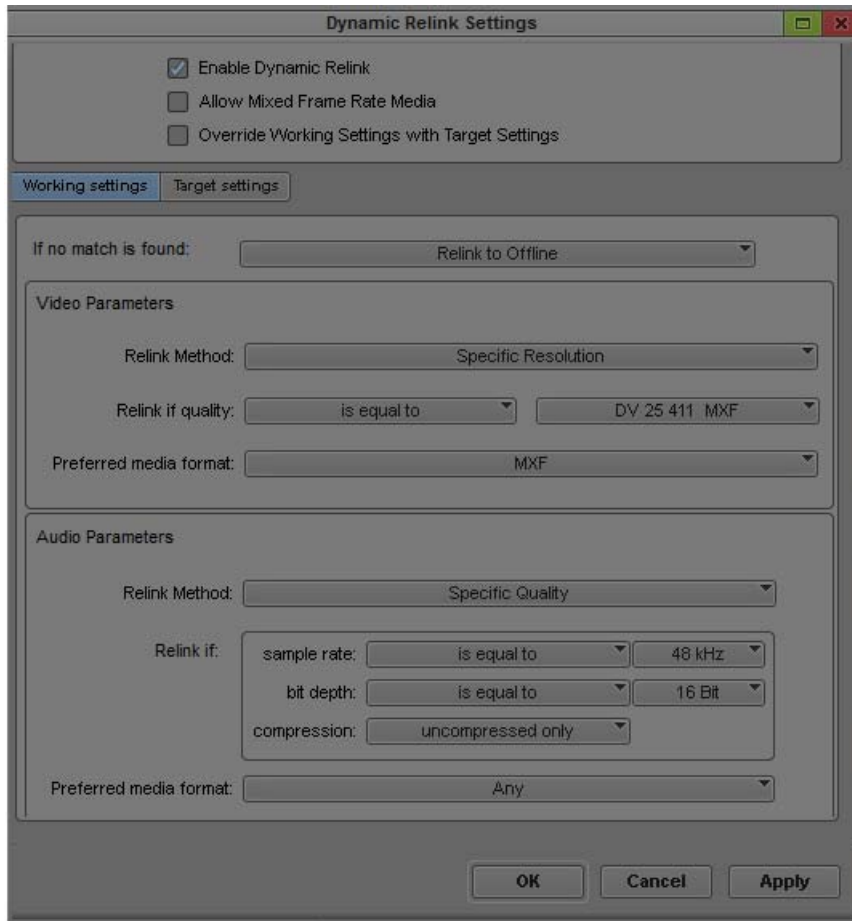 Dynamic Relink Settings
Enable Dynamic Relink
Allow Mixed Frame Rate Media
Override Working Settings with Target Settings
Working settings Target settings
If no match is found: Relink to Offline
Video Parameters
Relink Method: Specific Resolution
Relink if quality: is equal to DV 25 411 MXF
Preferred media format: MXF
Audio Parameters
Relink Method: Specific Quality
Relink if: sample rate: is equal to 48 kHz
bit depth: is equal to 16 Bit
compression: uncompressed only
Preferred media format: Any
OK Cancel Apply